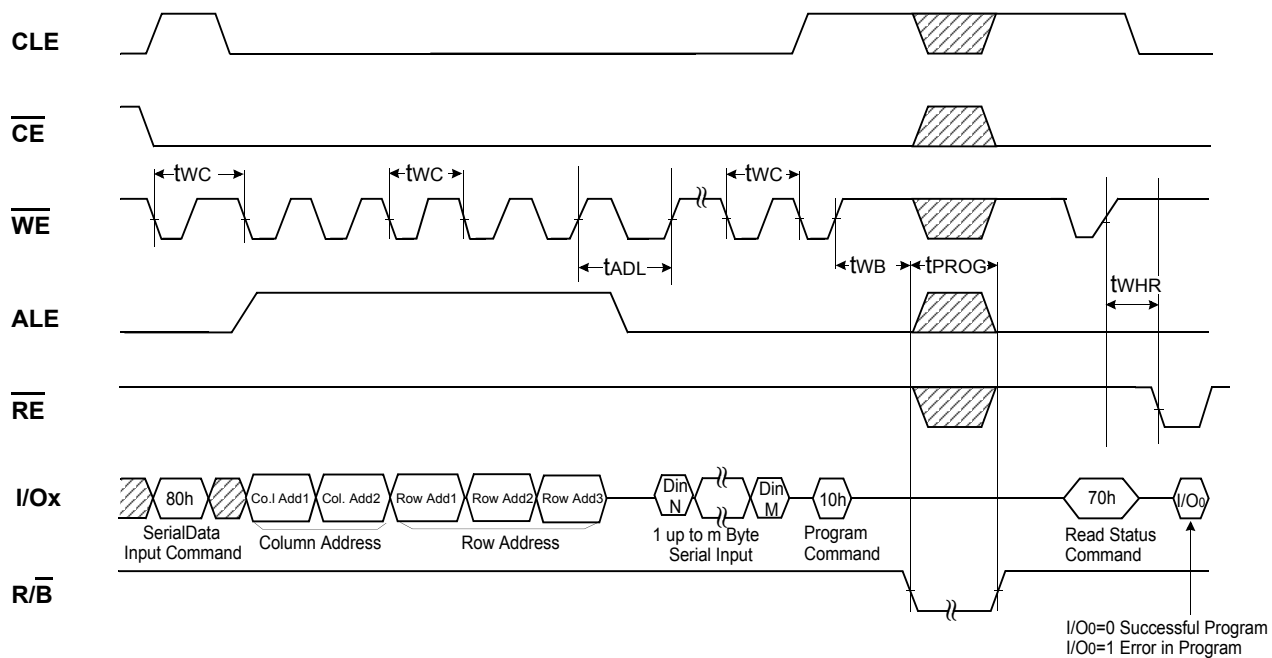 CLE
CE
tWC
tWC
tWC
WE
tADL
tWB
tPROG
tWHR
ALE
RE
I/Ox
80h
Co.l Add1
Col. Add2
Row Add1
Row Add2
Row Add3
Din
N
Din
M
10h
70h
I/O0
SerialData
Input Command
Column Address
Row Address
1 up to m Byte
Serial Input
Program
Command
Read Status
Command
R/B
I/O0=0 Successful Program
I/O0=1 Error in Program